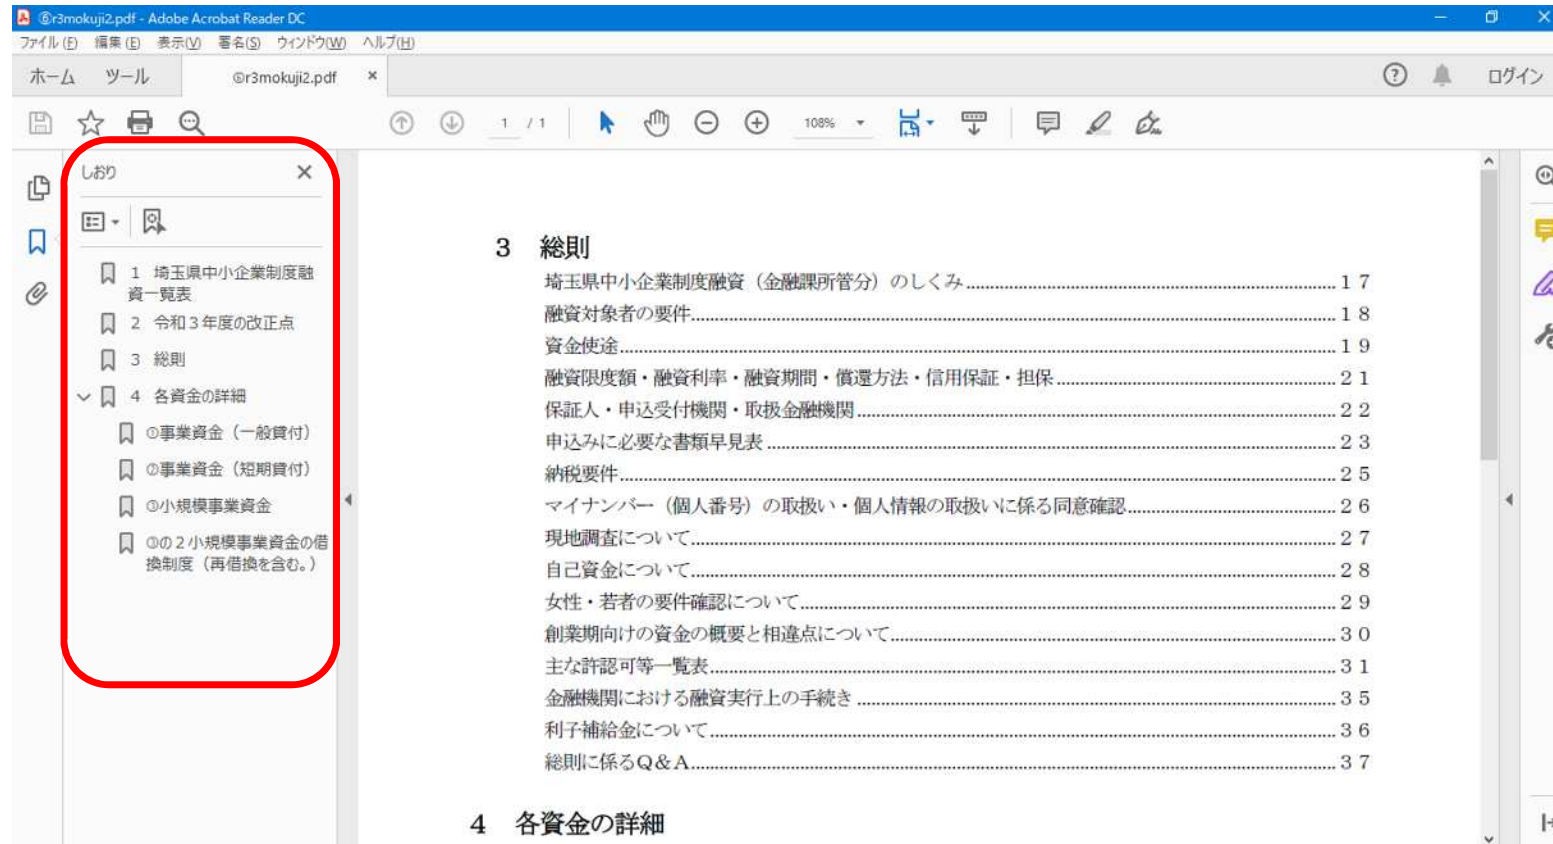 ⑥r3mokuji2.pdf - Adobe Acrobat Reader DC
ファイル(F) 編集(E) 表示(V) 署名(S) ウィンドウ(W) ヘルプ(H)
ホーム ツール ⑥r3mokuji2.pdf × ログイン
1 / 1 108%
しおり
1 埼玉県中小企業制度融
資一覧表
2 令和3年度の改正点
3 総則
4 各資金の詳細
①事業資金（一般貸付）
②事業資金（短期貸付）
③小規模事業資金
③の2小規模事業資金の借
換制度（再借換を含む。）
3 総則
埼玉県中小企業制度融資（金融課所管分）のしくみ 17
融資対象者の要件 18
資金使途 19
融資限度額・融資利率・融資期間・償還方法・信用保証・担保 21
保証人・申込受付機関・取扱金融機関 22
申込みに必要な書類早見表 23
納税要件 25
マイナンバー（個人番号）の取扱い・個人情報の取扱いに係る同意確認 26
現地調査について 27
自己資金について 28
女性・若者の要件確認について 29
創業期向けの資金の概要と相違点について 30
主な許認可等一覧表 31
金融機関における融資実行上の手続き 35
利子補給金について 36
総則に係るQ＆A 37
4 各資金の詳細